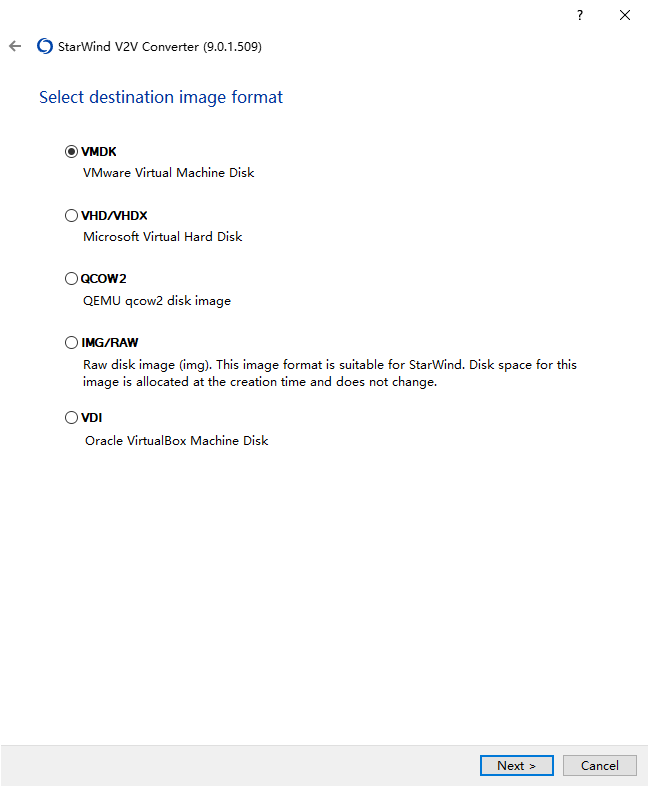 ?
StarWind V2V Converter (9.0.1.509)
Select destination image format
VMDK
VMware Virtual Machine Disk
VHD/VHDX
Microsoft Virtual Hard Disk
QCOW2
QEMU qcow2 disk image
IMG/RAW
Raw disk image (img). This image format is suitable for StarWind. Disk space for this
image is allocated at the creation time and does not change.
VDI
Oracle VirtualBox Machine Disk
Next >
Cancel